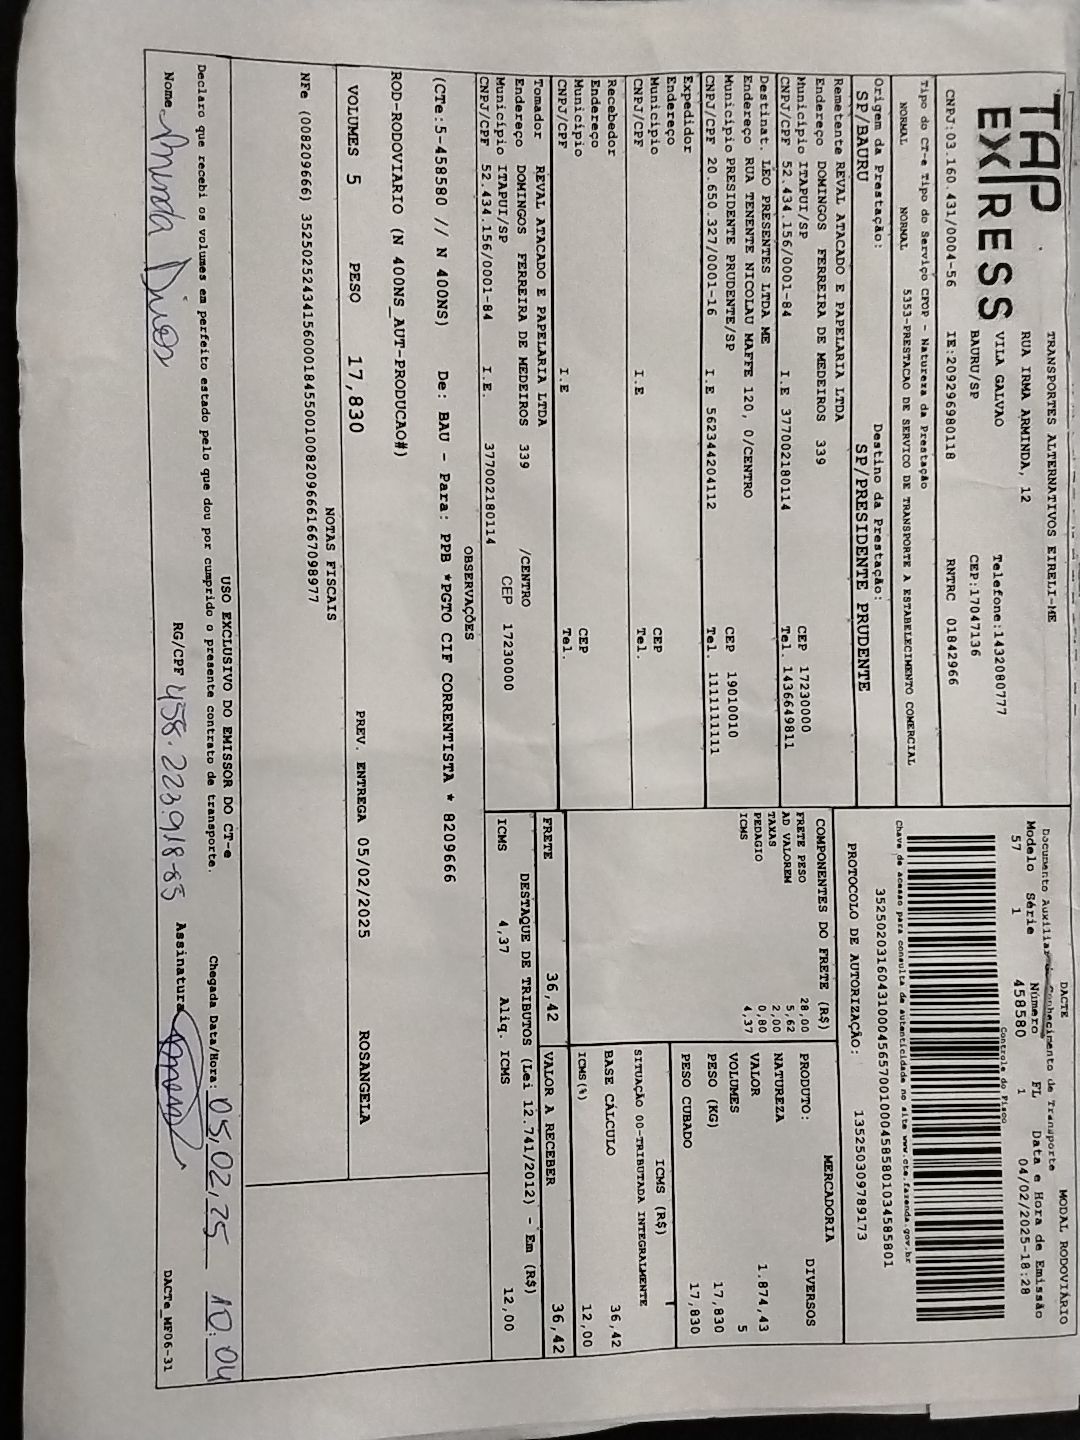 TAP EXPRESS
TRANSPORTES ALTERNATIVOS EIRELI-ME
RUA IRMA ARMINDA, 12
VILA GALVAO Telefone:1432080777
BAURU/SP CEP:17047136
CNPJ:03.160.431/0004-56 IE:209296980118 RNTRC 01842966
Tipo do CT-e Tipo do Serviço CFOP - Natureza da Prestação
NORMAL NORMAL 5353-PRESTACAO DE SERVICO DE TRANSPORTE A ESTABELECIMENTO COMERCIAL
Origem da Prestação: Destino da Prestação:
SP/BAURU SP/PRESIDENTE PRUDENTE
Remetente REVAL ATACADO E PAPELARIA LTDA
Endereço DOMINGOS FERREIRA DE MEDEIROS 339
Municipio ITAPUI/SP CEP 17230000
CNPJ/CPF 52.434.156/0001-84 I.E 377002180114 Tel. 1436649811
Destinat. LEO PRESENTES LTDA ME
Endereço RUA TENENTE NICOLAU MAFFE 120, 0/CENTRO
Municipio PRESIDENTE PRUDENTE/SP CEP 19010010
CNPJ/CPF 20.650.327/0001-16 I.E 562344204112 Tel. 1111111111
Expedidor
Endereço
Municipio CEP
CNPJ/CPF I.E Tel.
Recebedor
Endereço
Municipio CEP
CNPJ/CPF I.E Tel.
Tomador REVAL ATACADO E PAPELARIA LTDA
Endereço DOMINGOS FERREIRA DE MEDEIROS 339 /CENTRO
Municipio ITAPUI/SP CEP 17230000
CNPJ/CPF 52.434.156/0001-84 I.E. 377002180114
DACTE MODAL RODOVIÁRIO
Documento Auxiliar Conhecimento de Transporte
Modelo Série Número FL Data e Hora de Emissão
57 1 458580 1 04/02/2025-18:28
Controle do Fisco
Chave de acesso para consulta de autenticidade no site www.cte.fazenda.gov.br
35250203160431000456570010004585801034585801
PROTOCOLO DE AUTORIZAÇÃO: 135250309789173
COMPONENTES DO FRETE (R$)
FRETE PESO 28,00
AD VALOREM 5,62
TAXAS 2,00
PEDAGIO 0,80
ICMS 4,37
MERCADORIA
PRODUTO: DIVERSOS
NATUREZA
VALOR 1.874,43
VOLUMES 5
PESO (KG) 17,830
PESO CUBADO 17,830
ICMS (R$)
SITUAÇÃO 00-TRIBUTADA INTEGRALMENTE
BASE CÁLCULO 36,42
ICMS(%) 12,00
FRETE 36,42 VALOR A RECEBER 36,42
DESTAQUE DE TRIBUTOS (Lei 12.741/2012) - Em (R$)
ICMS 4,37 Aliq. ICMS 12,00
OBSERVAÇÕES
(CTe:5-458580 // N 400NS) De: BAU - Para: PPB *PGTO CIF CORRENTISTA * 8209666
ROD-RODOVIARIO (N 400NS_AUT-PRODUCAO#)
VOLUMES 5 PESO 17,830 PREV. ENTREGA 05/02/2025 ROSANGELA
NOTAS FISCAIS
NFe (008209666) 35250252434156000184550010082096661667098977
USO EXCLUSIVO DO EMISSOR DO CT-e
Declaro que recebi os volumes em perfeito estado pelo que dou por cumprido o presente contrato de transporte. Chegada Data/Hora: 05/02/25 10:04
Nome RG/CPF 458.223.918-85 Assinatura
DACTe_MF06-31